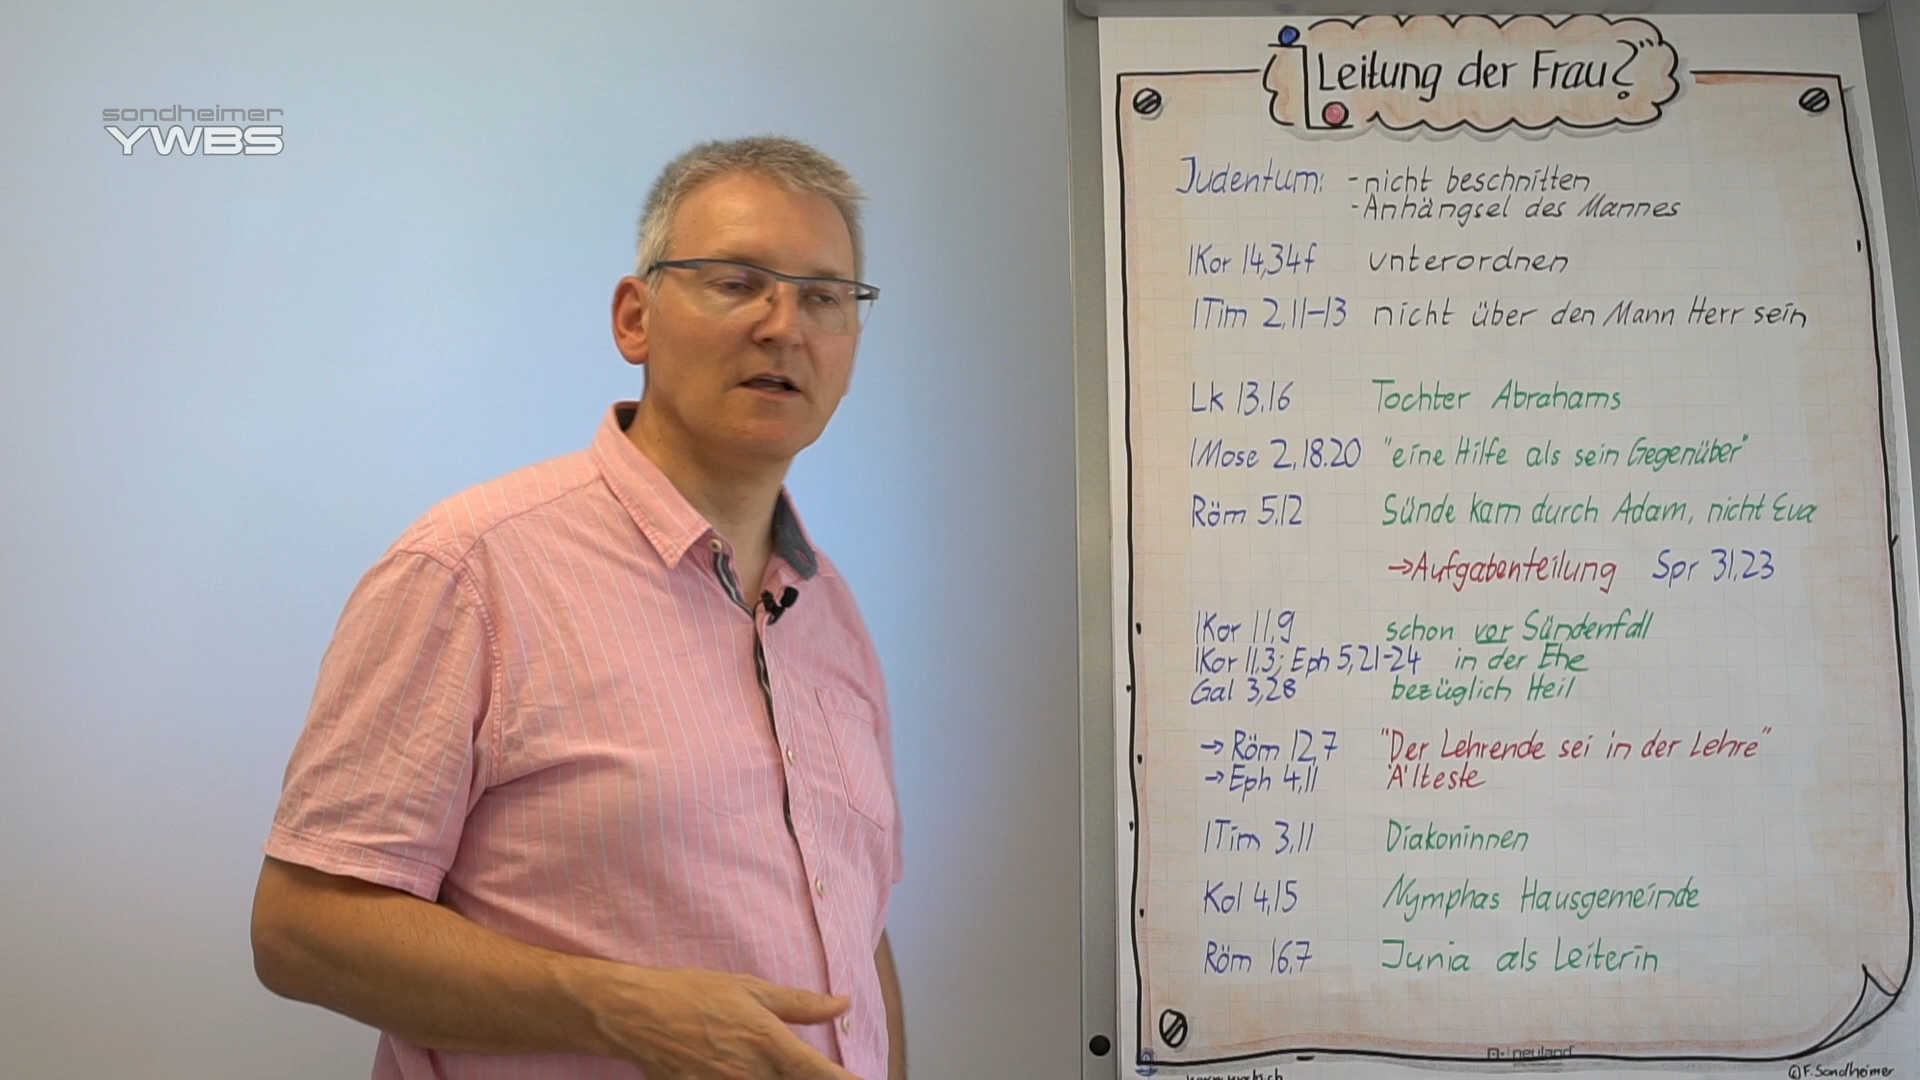 sondheimer
YWBS
Leitung der Frau?
Judentum: - nicht beschnitten
- Anhängsel des Mannes
1Kor 14,34f unterordnen
1Tim 2,11-13 nicht über den Mann Herr sein
Lk 13,16 Tochter Abrahams
1Mose 2,18.20 "eine Hilfe als sein Gegenüber"
Röm 5,12 Sünde kam durch Adam, nicht Eva
→Aufgabenteilung Spr 31,23
1Kor 11,9 schon vor Sündenfall
1Kor 11,3; Eph 5,21-24 in der Ehe
Gal 3,28 bezüglich Heil
→ Röm 12,7 "Der Lehrende sei in der Lehre"
→ Eph 4,11 Älteste
1Tim 3,11 Diakoninnen
Kol 4,15 Nymphas Hausgemeinde
Röm 16,7 Junia als Leiterin
neuland
©F.Sondheimer